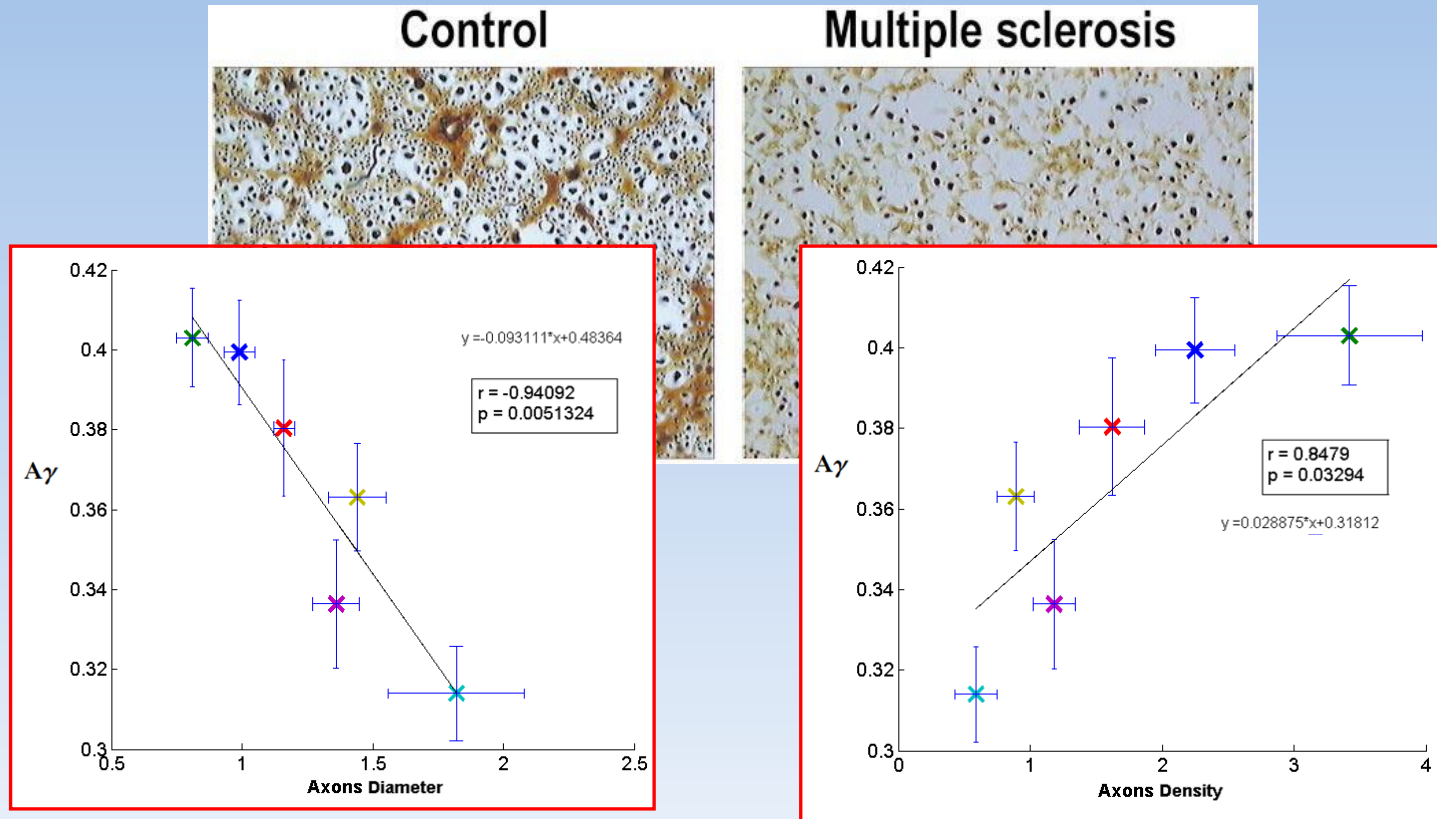 Control
Multiple sclerosis
0.42
0.4
0.38
0.36
0.34
0.32
0.3
Aγ
0.5
1
1.5
2
2.5
Axons Diameter
y =-0.093111*x+0.48364
r = -0.94092
p = 0.0051324
0.42
0.4
0.38
0.36
0.34
0.32
0.3
Aγ
0
1
2
3
4
Axons Density
r = 0.8479
p = 0.03294
y =0.028875*x+0.31812